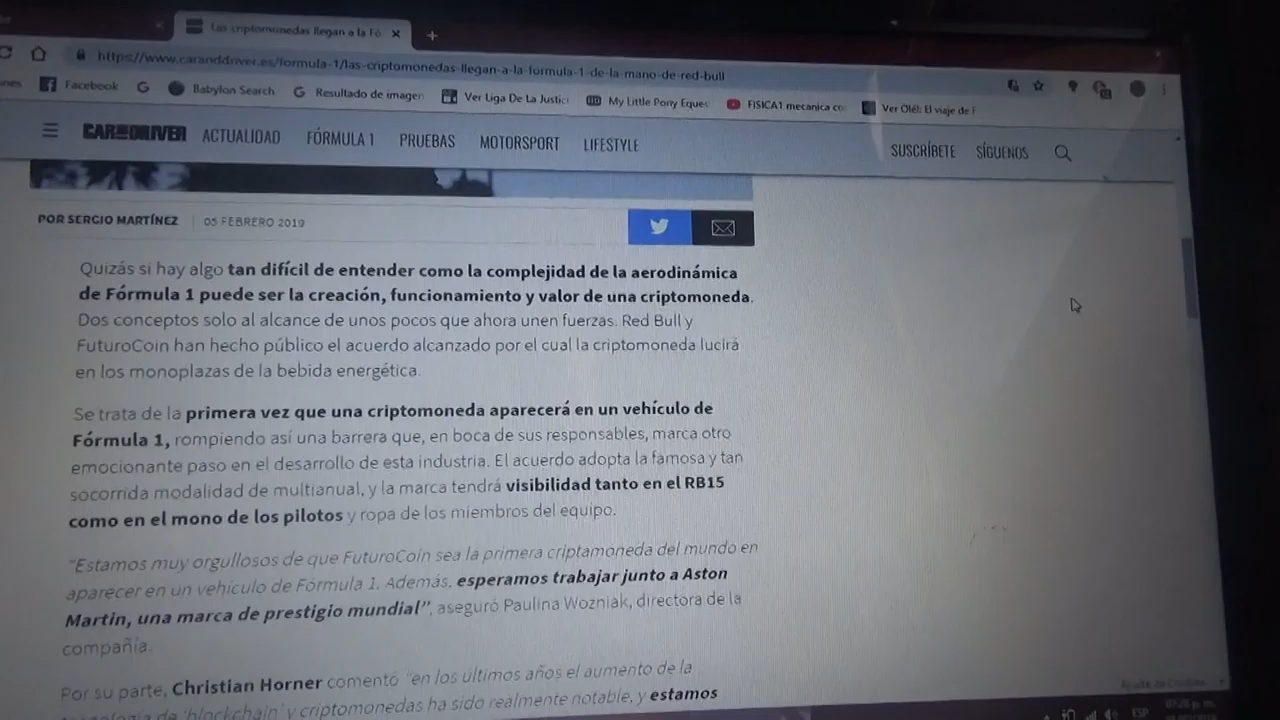 Las criptomonedas llegan a la Fó
https://www.caranddriver.es/formula-1/las-criptomonedas-llegan-a-la-formula-1-de-la-mano-de-red-bull
Facebook
Babylon Search
Resultado de imagen
Ver Liga De La Justici
My Little Pony Eques
FISICA1 mecanica co
Ver Olé!: El viaje de F
CAR AND DRIVER
ACTUALIDAD
FÓRMULA 1
PRUEBAS
MOTORSPORT
LIFESTYLE
SUSCRÍBETE
SÍGUENOS
POR SERGIO MARTÍNEZ | 05 FEBRERO 2019
Quizás si hay algo tan difícil de entender como la complejidad de la aerodinámica
de Fórmula 1 puede ser la creación, funcionamiento y valor de una criptomoneda.
Dos conceptos solo al alcance de unos pocos que ahora unen fuerzas. Red Bull y
FuturoCoin han hecho público el acuerdo alcanzado por el cual la criptomoneda lucirá
en los monoplazas de la bebida energética.
Se trata de la primera vez que una criptomoneda aparecerá en un vehículo de
Fórmula 1, rompiendo así una barrera que, en boca de sus responsables, marca otro
emocionante paso en el desarrollo de esta industria. El acuerdo adopta la famosa y tan
socorrida modalidad de multianual, y la marca tendrá visibilidad tanto en el RB15
como en el mono de los pilotos y ropa de los miembros del equipo.
"Estamos muy orgullosos de que FuturoCoin sea la primera criptamoneda del mundo en
aparecer en un vehículo de Fórmula 1. Además, esperamos trabajar junto a Aston
Martin, una marca de prestigio mundial", aseguró Paulina Wozniak, directora de la
compañía.
Por su parte, Christian Horner comentó "en los últimos años el aumento de la
tecnología de 'blockchain' y criptomonedas ha sido realmente notable, y estamos
ESP